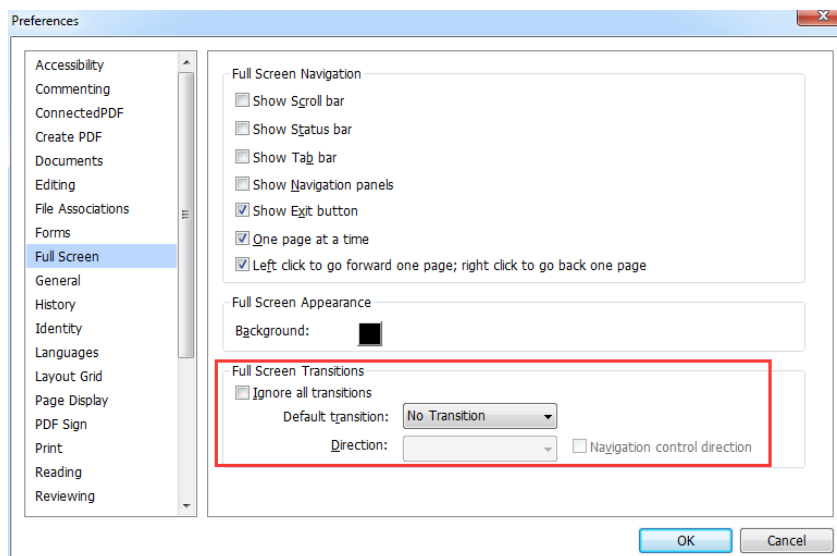 Preferences
Accessibility
Commenting
ConnectedPDF
Create PDF
Documents
Editing
File Associations
Forms
Full Screen
General
History
Identity
Languages
Layout Grid
Page Display
PDF Sign
Print
Reading
Reviewing
Full Screen Navigation
Show Scroll bar
Show Status bar
Show Tab bar
Show Navigation panels
Show Exit button
One page at a time
Left click to go forward one page; right click to go back one page
Full Screen Appearance
Background:
Full Screen Transitions
Ignore all transitions
Default transition: No Transition
Direction: Navigation control direction
OK Cancel